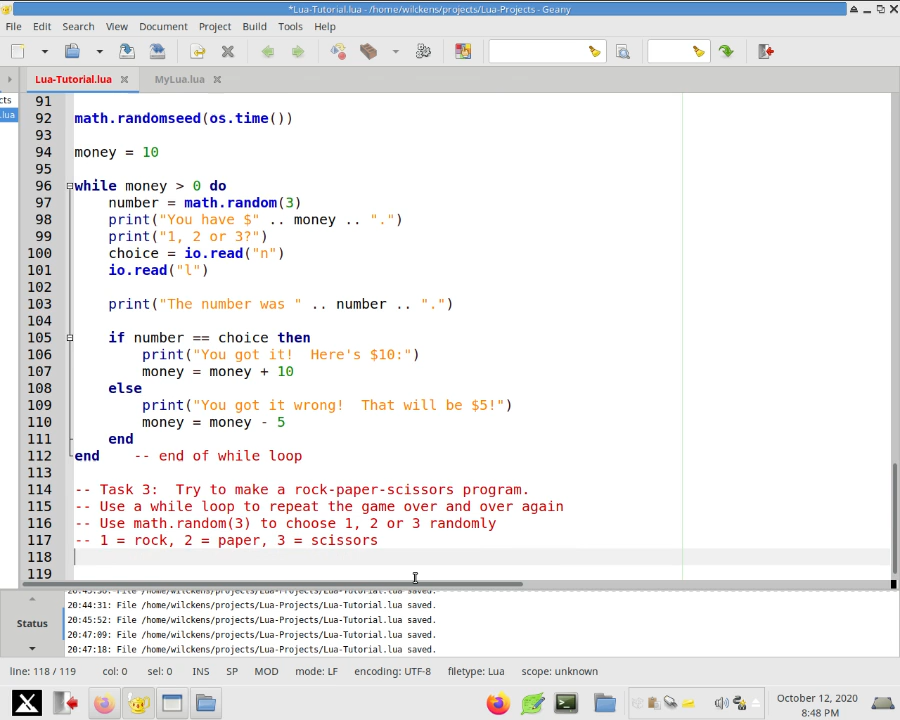 *Lua-Tutorial.lua - /home/wilckens/projects/Lua-Projects - Geany
File Edit Search View Document Project Build Tools Help
Lua-Tutorial.lua MyLua.lua
cts
.lua
91
92 math.randomseed(os.time())
93
94 money = 10
95
96 while money > 0 do
97 number = math.random(3)
98 print("You have $" .. money .. ".")
99 print("1, 2 or 3?")
100 choice = io.read("n")
101 io.read("l")
102
103 print("The number was " .. number .. ".")
104
105 if number == choice then
106 print("You got it!  Here's $10:")
107 money = money + 10
108 else
109 print("You got it wrong!  That will be $5!")
110 money = money - 5
111 end
112 end    -- end of while loop
113
114 -- Task 3:  Try to make a rock-paper-scissors program.
115 -- Use a while loop to repeat the game over and over again
116 -- Use math.random(3) to choose 1, 2 or 3 randomly
117 -- 1 = rock, 2 = paper, 3 = scissors
118
119
Status
File /home/wilckens/projects/Lua-Projects/Lua-Tutorial.lua saved.
20:44:31: File /home/wilckens/projects/Lua-Projects/Lua-Tutorial.lua saved.
20:45:52: File /home/wilckens/projects/Lua-Projects/Lua-Tutorial.lua saved.
20:47:09: File /home/wilckens/projects/Lua-Projects/Lua-Tutorial.lua saved.
20:47:18: File /home/wilckens/projects/Lua-Projects/Lua-Tutorial.lua saved.
line: 118 / 119 col: 0 sel: 0 INS SP MOD mode: LF encoding: UTF-8 filetype: Lua scope: unknown
October 12, 2020
8:48 PM